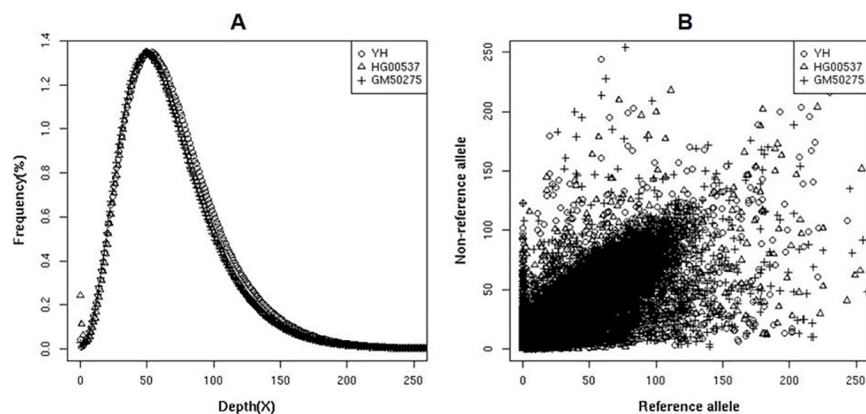 A
1.4
1.2
1.0
0.8
0.6
0.4
0.2
0.0
Frequency(%)
YH
HG00537
GM50275
0 50 100 150 200 250
Depth(X)
B
250
200
150
100
50
0
Non-reference allele
YH
HG00537
GM50275
0 50 100 150 200 250
Reference allele